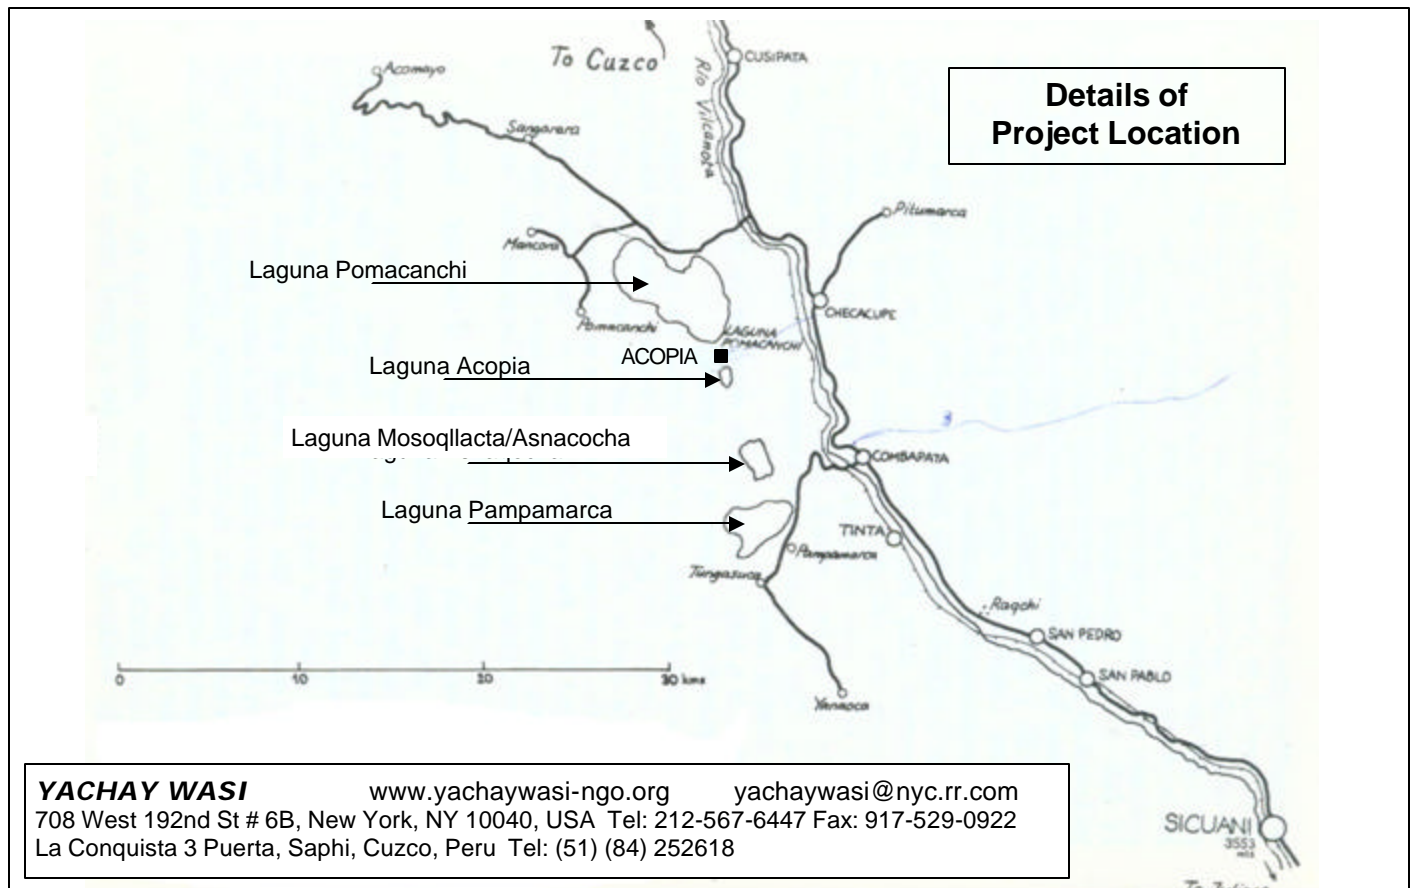 To Cuzco
CUSIPATA
Acomayo
Rio Vilcanota
Details of
Project Location
Sangarara
Pitumarca
Laguna Pomacanchi
CHECACUPE
Pomacanchi
LAGUNA
POMACANCHI
ACOPIA
Laguna Acopia
Laguna Mosoqllacta/Asnacocha
COMBAPATA
Laguna Pampamarca
TINTA
Pampamarca
Tungasuca
Raqchi
SAN PEDRO
SAN PABLO
0 10 20 30 kms
Yanaoca
YACHAY WASI www.yachaywasi-ngo.org yachaywasi@nyc.rr.com
708 West 192nd St # 6B, New York, NY 10040, USA Tel: 212-567-6447 Fax: 917-529-0922
La Conquista 3 Puerta, Saphi, Cuzco, Peru Tel: (51) (84) 252618
SICUANI
3553
mts